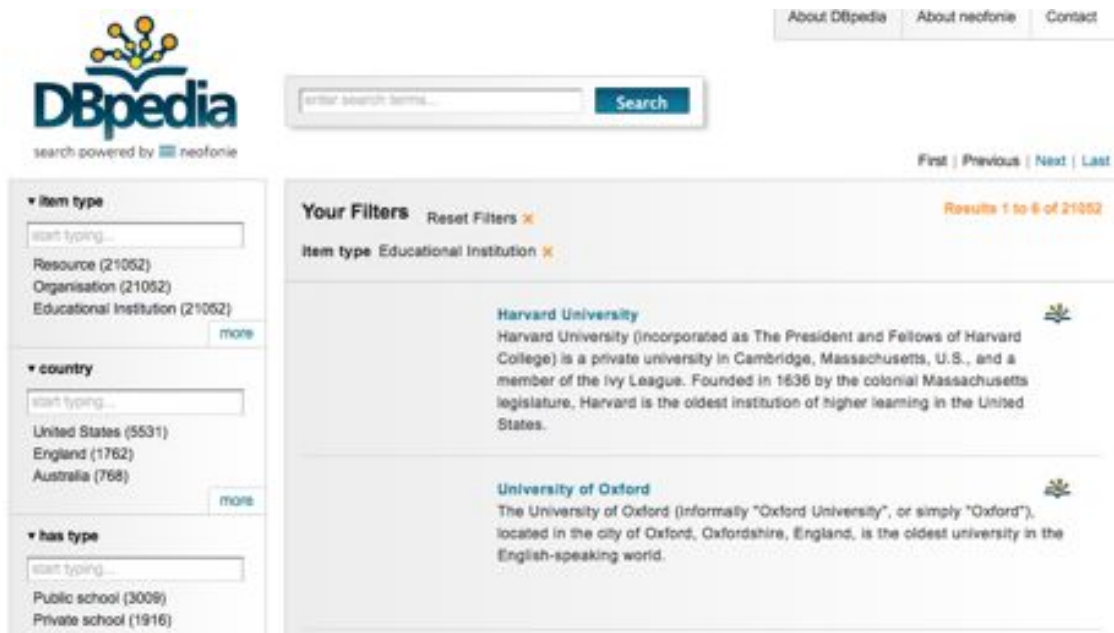 About DBpedia About neofonie Contact
DBpedia
search powered by neofonie
enter search terms...
Search
First | Previous | Next | Last
item type
start typing...
Resource (21052)
Organisation (21052)
Educational Institution (21052)
more
country
start typing...
United States (5531)
England (1762)
Australia (768)
more
has type
start typing...
Public school (3009)
Private school (1916)
Your Filters Reset Filters ×
Results 1 to 6 of 21052
item type Educational Institution ×
Harvard University
Harvard University (incorporated as The President and Fellows of Harvard
College) is a private university in Cambridge, Massachusetts, U.S., and a
member of the Ivy League. Founded in 1636 by the colonial Massachusetts
legislature, Harvard is the oldest institution of higher learning in the United
States.
University of Oxford
The University of Oxford (informally "Oxford University", or simply "Oxford"),
located in the city of Oxford, Oxfordshire, England, is the oldest university in the
English-speaking world.